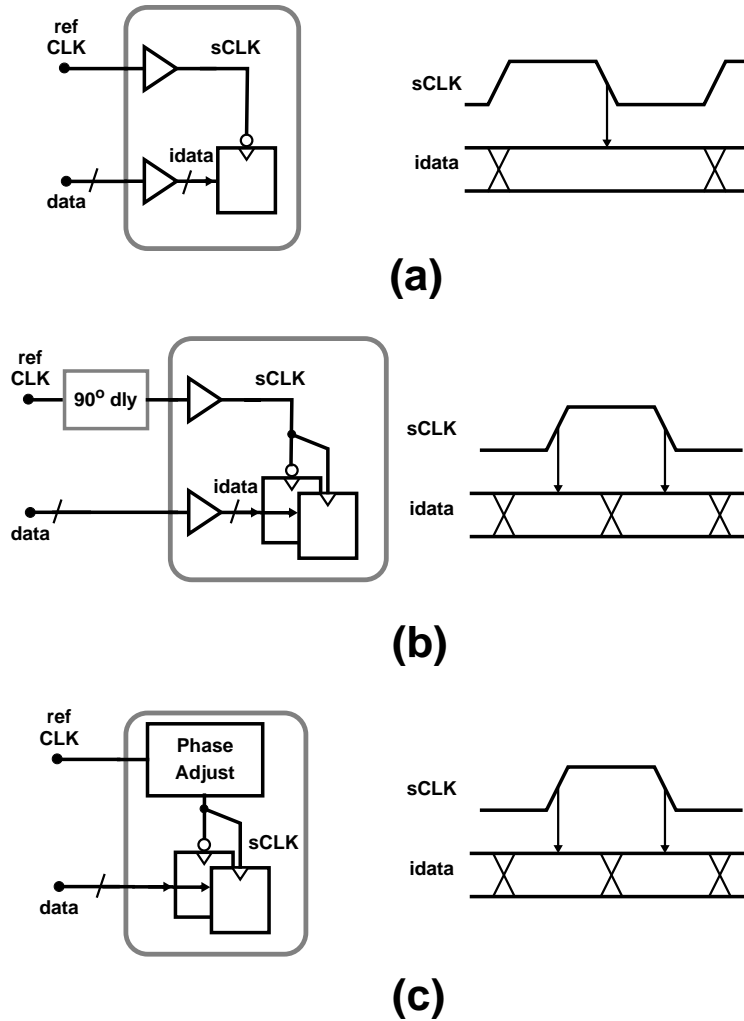 ref
CLK
sCLK
idata
data
sCLK
idata
(a)
ref
CLK
90º dly
sCLK
idata
data
sCLK
idata
(b)
ref
CLK
Phase
Adjust
sCLK
data
sCLK
idata
(c)